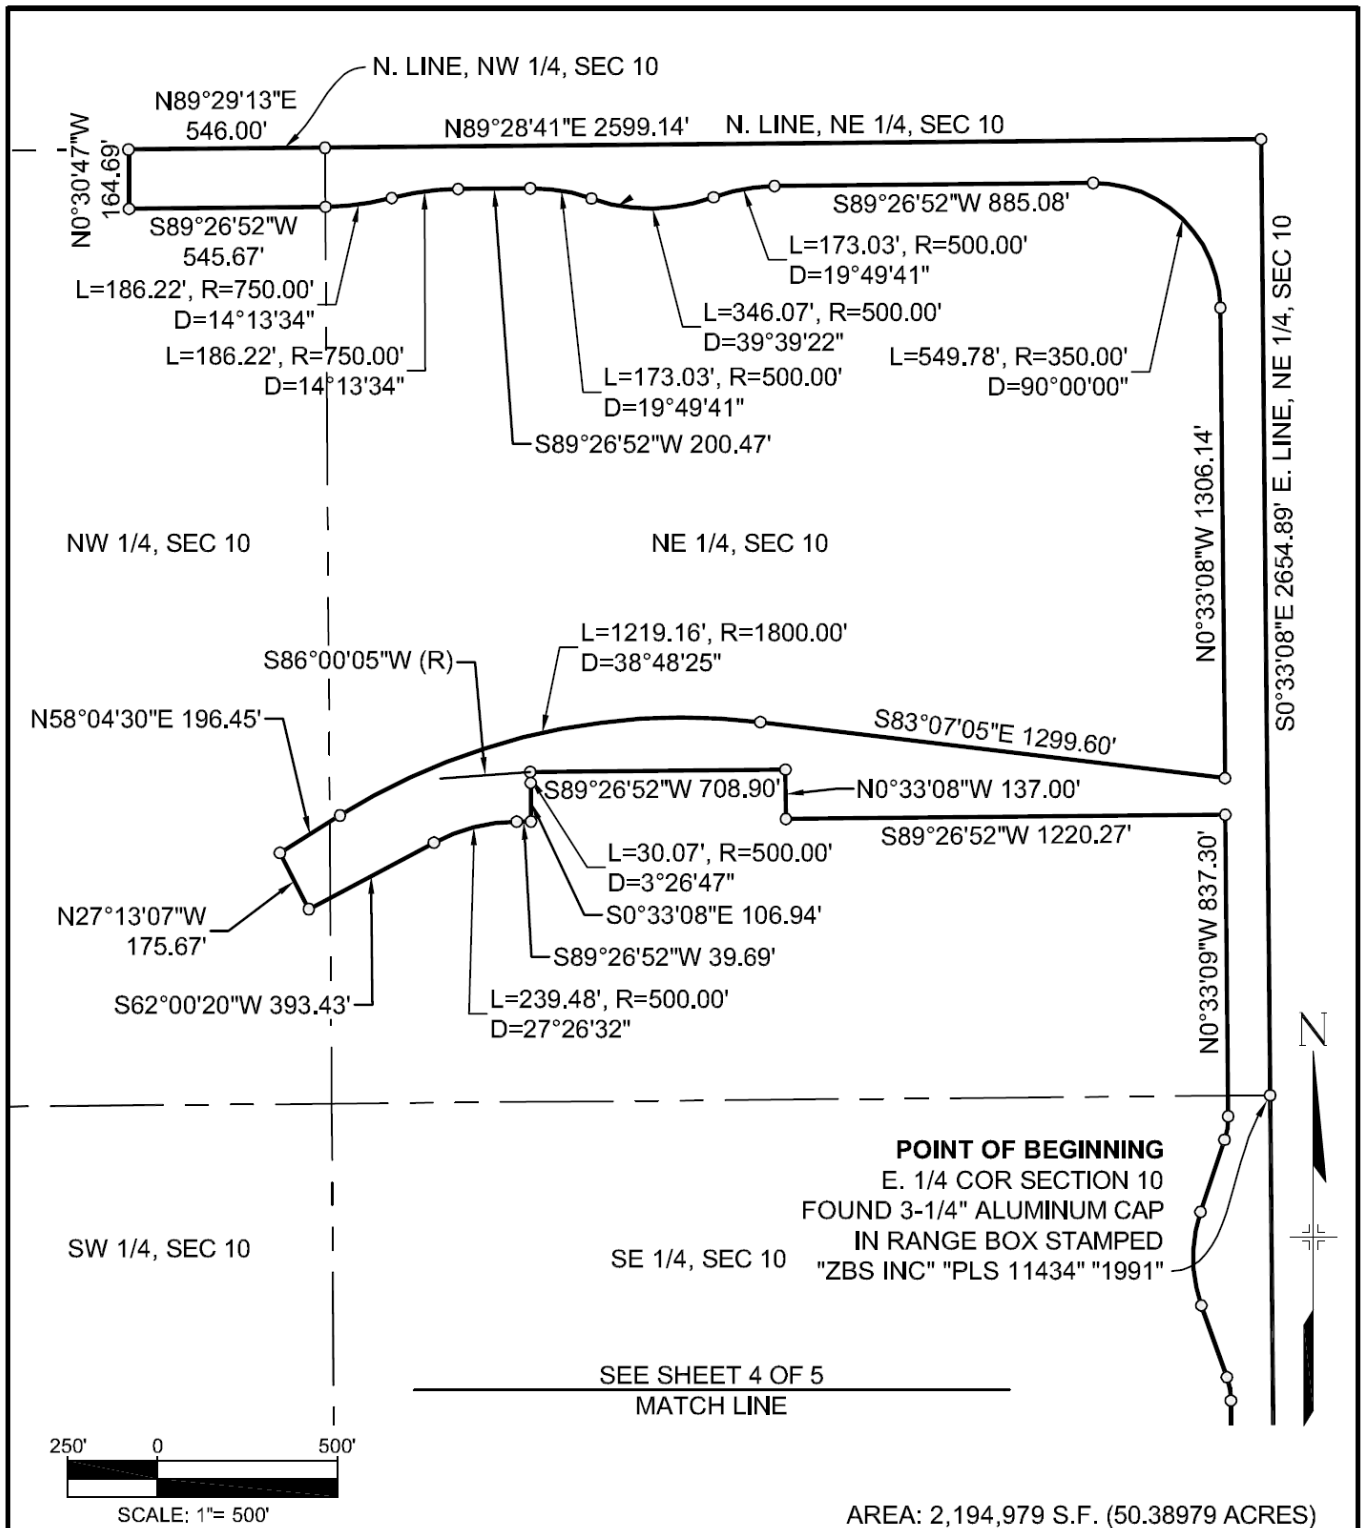 N. LINE, NW 1/4, SEC 10
N89°29'13"E
546.00'
N89°28'41"E 2599.14'
N. LINE, NE 1/4, SEC 10
N0°30'47"W
164.69'
S89°26'52"W
545.67'
S89°26'52"W 885.08'
L=173.03', R=500.00'
D=19°49'41"
L=186.22', R=750.00'
D=14°13'34"
L=346.07', R=500.00'
D=39°39'22"
L=186.22', R=750.00'
D=14°13'34"
L=173.03', R=500.00'
D=19°49'41"
L=549.78', R=350.00'
D=90°00'00"
S89°26'52"W 200.47'
N0°33'08"W 1306.14'
S0°33'08"E 2654.89' E. LINE, NE 1/4, SEC 10
NW 1/4, SEC 10
NE 1/4, SEC 10
L=1219.16', R=1800.00'
D=38°48'25"
S86°00'05"W (R)
N58°04'30"E 196.45'
S83°07'05"E 1299.60'
S89°26'52"W 708.90'
N0°33'08"W 137.00'
S89°26'52"W 1220.27'
L=30.07', R=500.00'
D=3°26'47"
S0°33'08"E 106.94'
N27°13'07"W
175.67'
S89°26'52"W 39.69'
S62°00'20"W 393.43'
L=239.48', R=500.00'
D=27°26'32"
N0°33'09"W 837.30'
N
POINT OF BEGINNING
E. 1/4 COR SECTION 10
FOUND 3-1/4" ALUMINUM CAP
IN RANGE BOX STAMPED
"ZBS INC" "PLS 11434" "1991"
SW 1/4, SEC 10
SE 1/4, SEC 10
SEE SHEET 4 OF 5
MATCH LINE
250' 0 500'
SCALE: 1"= 500'
AREA: 2,194,979 S.F. (50.38979 ACRES)